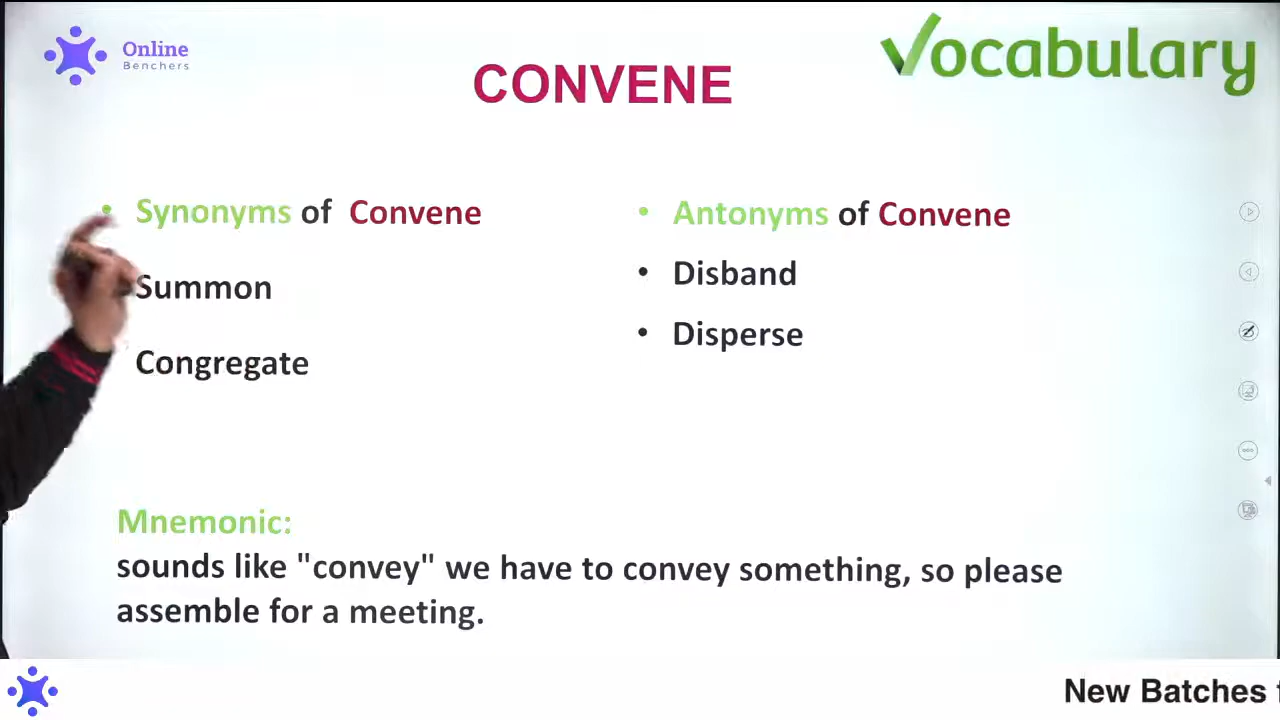 Online
Benchers
Vocabulary
CONVENE
• Synonyms of Convene
Summon
Congregate
• Antonyms of Convene
• Disband
• Disperse
Mnemonic:
sounds like "convey" we have to convey something, so please
assemble for a meeting.
New Batches